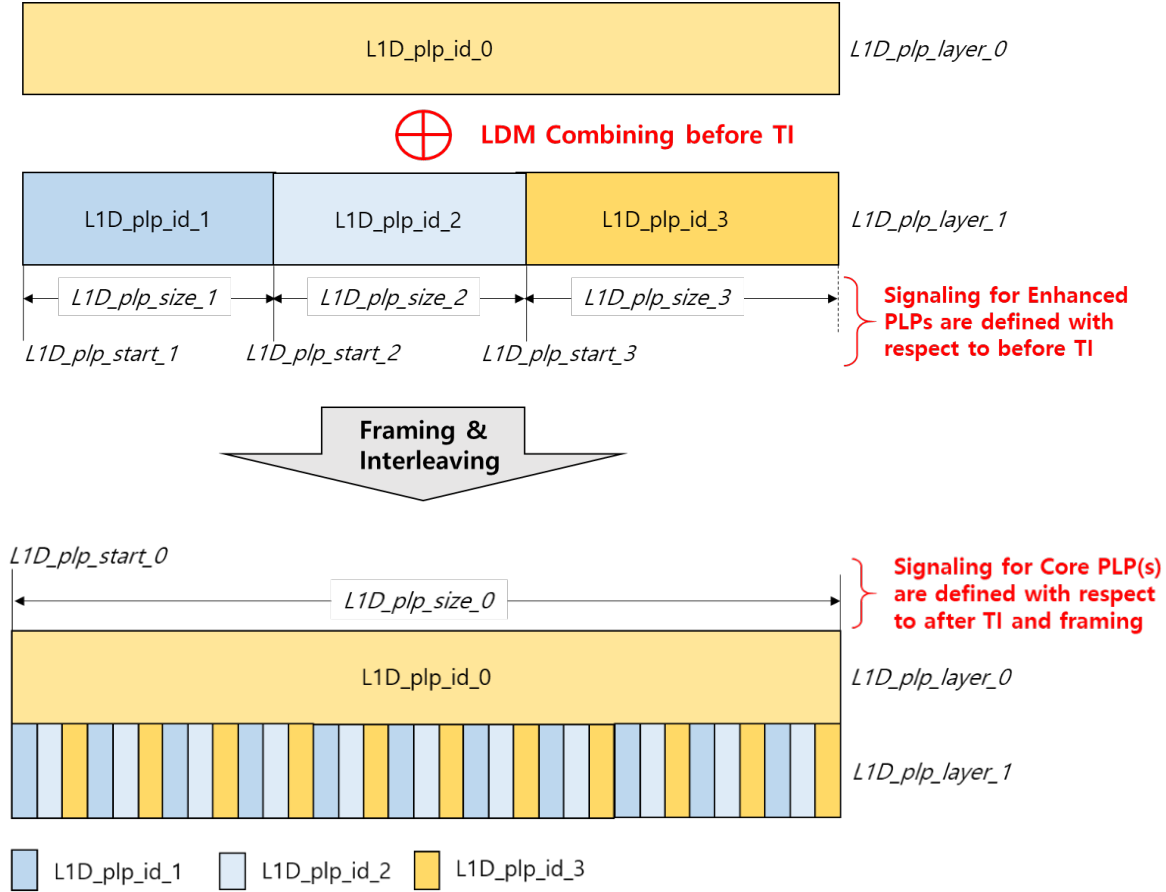 L1D_plp_id_0
L1D_plp_layer_0
LDM Combining before TI
L1D_plp_id_1
L1D_plp_id_2
L1D_plp_id_3
L1D_plp_layer_1
L1D_plp_size_1
L1D_plp_size_2
L1D_plp_size_3
L1D_plp_start_1
L1D_plp_start_2
L1D_plp_start_3
Signaling for Enhanced
PLPs are defined with
respect to before TI
Framing &
Interleaving
L1D_plp_start_0
L1D_plp_size_0
Signaling for Core PLP(s)
are defined with respect
to after TI and framing
L1D_plp_id_0
L1D_plp_layer_0
L1D_plp_layer_1
L1D_plp_id_1
L1D_plp_id_2
L1D_plp_id_3